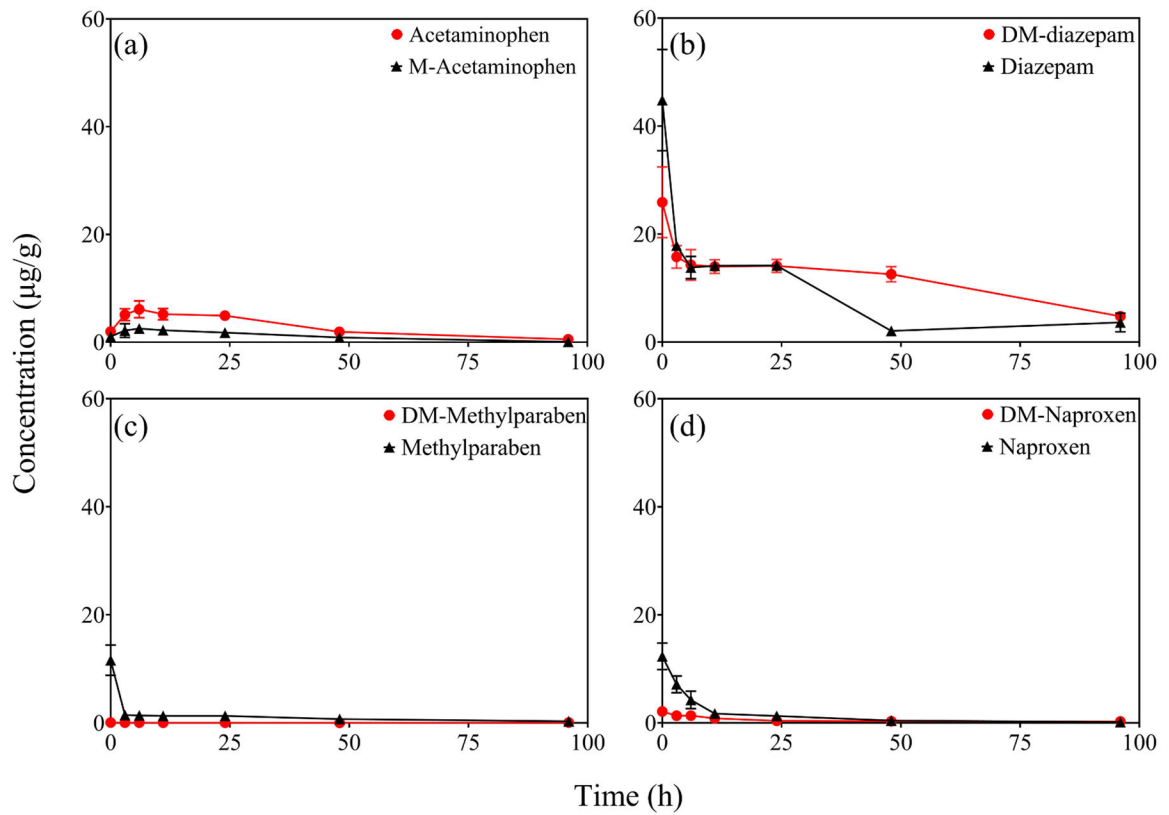 Concentration (µg/g)
(a)
Acetaminophen
M-Acetaminophen
60
40
20
0
0 25 50 75 100
(b)
DM-diazepam
Diazepam
60
40
20
0
0 25 50 75 100
(c)
DM-Methylparaben
Methylparaben
60
40
20
0
0 25 50 75 100
(d)
DM-Naproxen
Naproxen
60
40
20
0
0 25 50 75 100
Time (h)